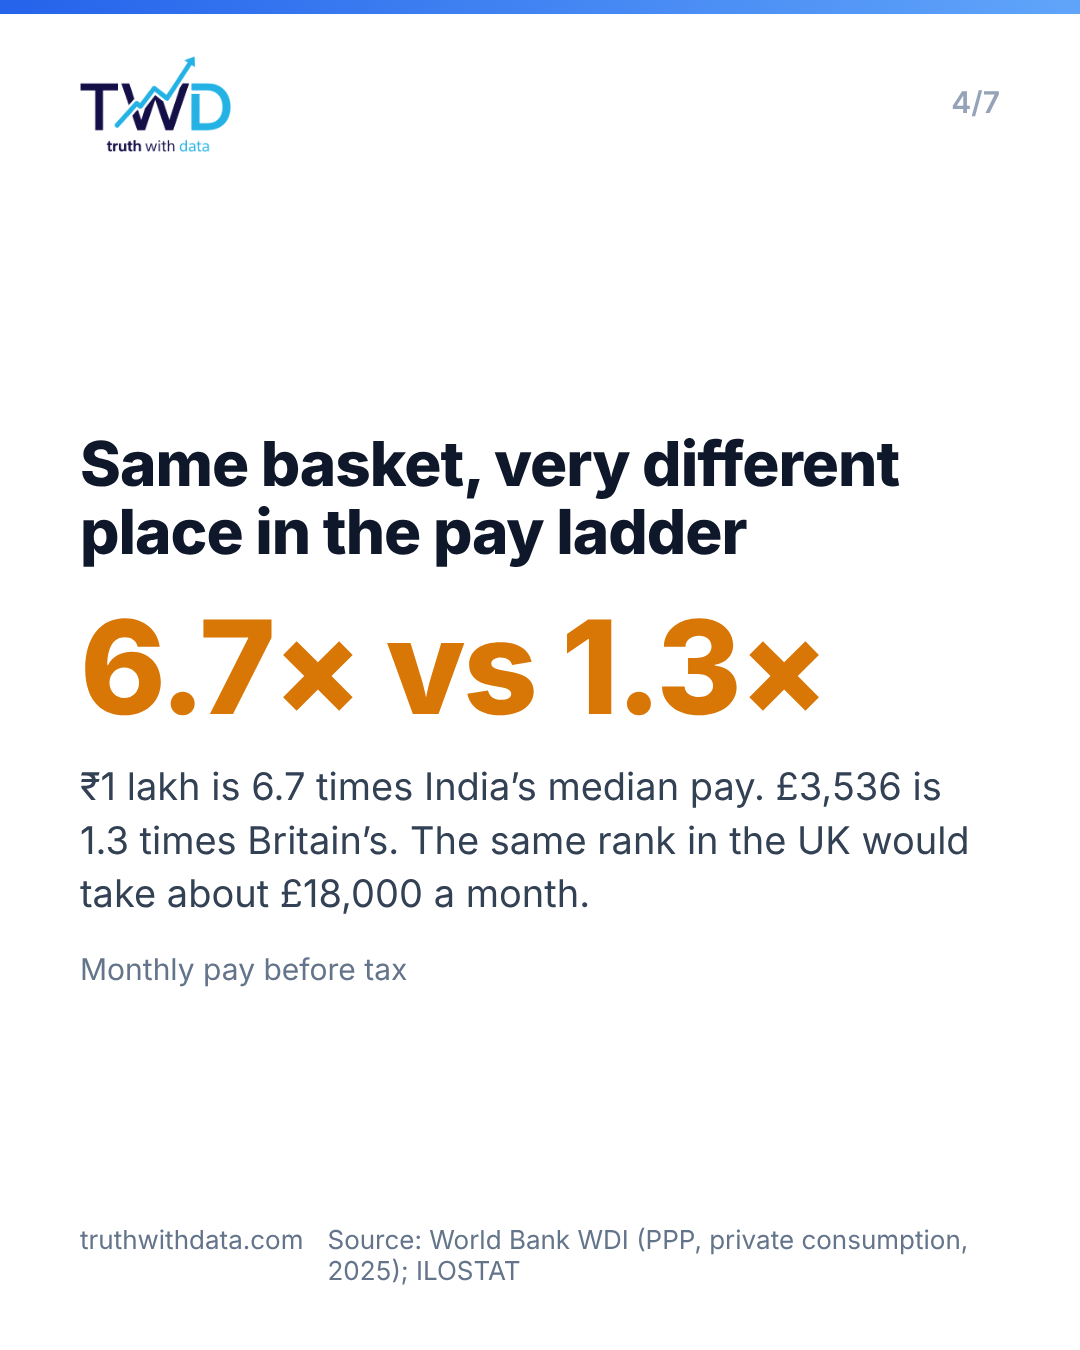 TWD
truth with data
4/7
Same basket, very different
place in the pay ladder
6.7× vs 1.3×
₹1 lakh is 6.7 times India’s median pay. £3,536 is
1.3 times Britain’s. The same rank in the UK would
take about £18,000 a month.
Monthly pay before tax
truthwithdata.com
Source: World Bank WDI (PPP, private consumption,
2025); ILOSTAT